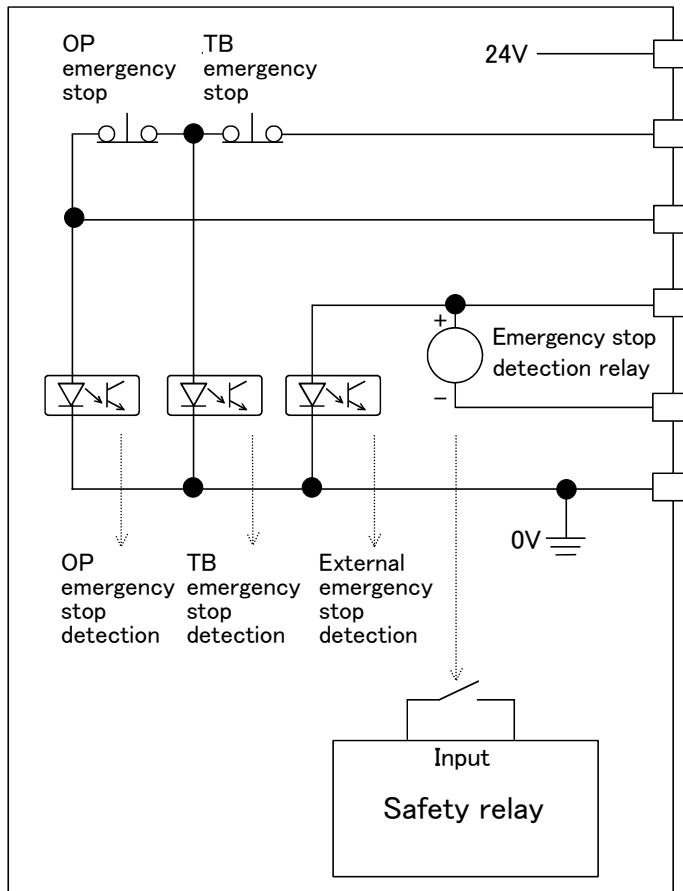 OP
emergency
stop
TB
emergency
stop
24V
+
Emergency stop
detection relay
−
0V
OP
emergency
stop
detection
TB
emergency
stop
detection
External
emergency
stop
detection
Input
Safety relay